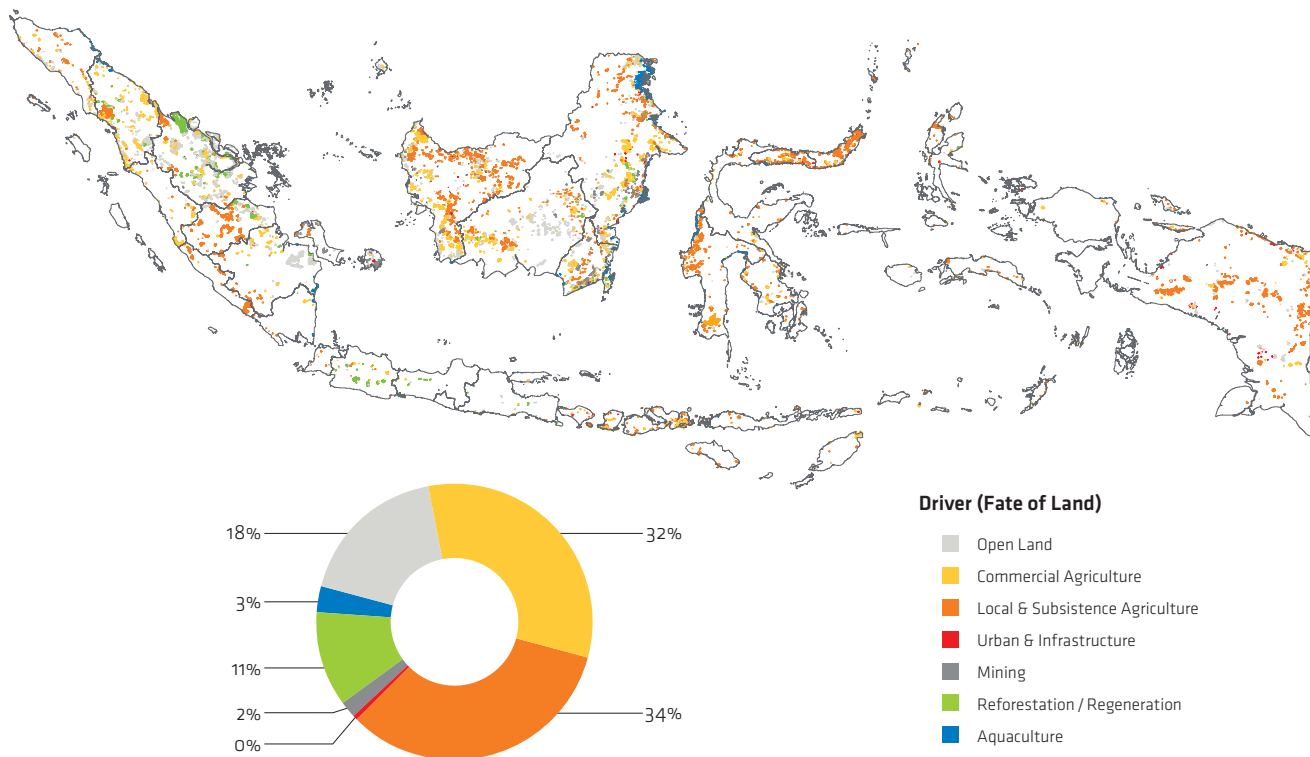 18%
3%
11%
2%
0%
32%
34%
Driver (Fate of Land)
Open Land
Commercial Agriculture
Local & Subsistence Agriculture
Urban & Infrastructure
Mining
Reforestation / Regeneration
Aquaculture